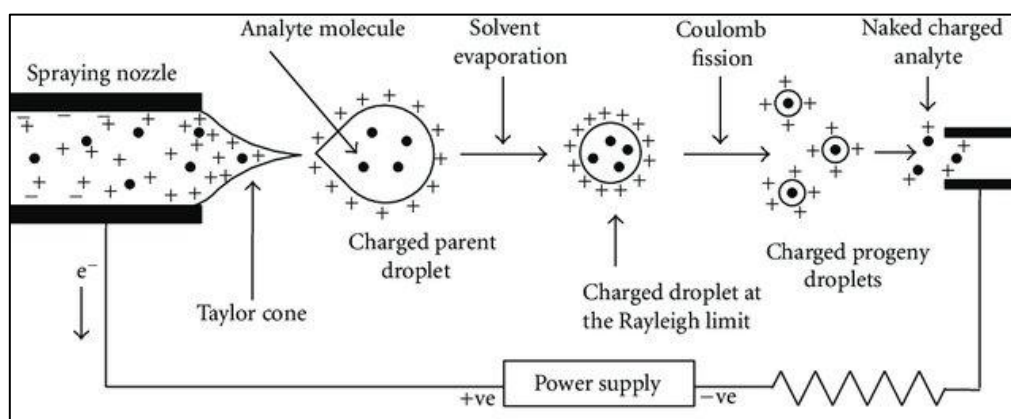 Spraying nozzle
Analyte molecule
Solvent
evaporation
Coulomb
fission
Naked charged
analyte
Charged parent
droplet
Charged progeny
droplets
e⁻
Taylor cone
Charged droplet at
the Rayleigh limit
+ve
Power supply
−ve